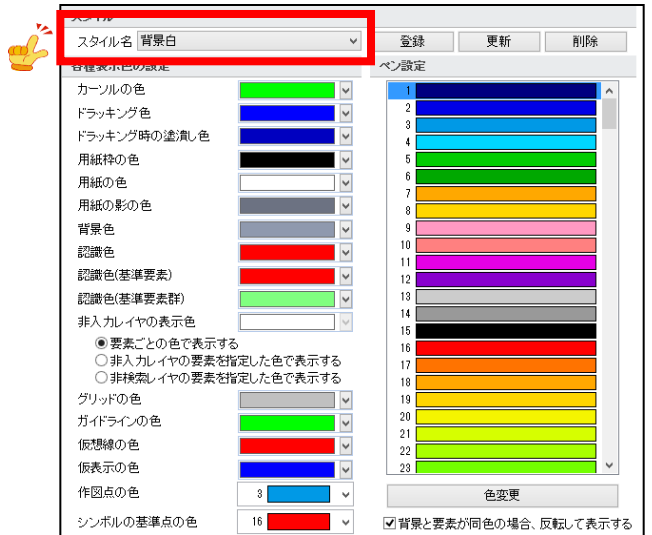 スタイル
スタイル名 背景白 登録 更新 削除
各種表示色の設定 ペン設定
カーソルの色 1
ドラッキング色 2
ドラッキング時の塗潰し色 3
4
用紙枠の色 5
用紙の色 6
7
用紙の影の色 8
背景色 9
認識色 10
11
認識色(基準要素) 12
認識色(基準要素群) 13
14
非入力レイヤの表示色 15
要素ごとの色で表示する 16
非入力レイヤの要素を指定した色で表示する 17
非検索レイヤの要素を指定した色で表示する 18
グリッドの色 19
ガイドラインの色 20
21
仮想線の色 22
仮表示の色 23
作図点の色 3 色変更
シンボルの基準点の色 16 背景と要素が同色の場合、反転して表示する